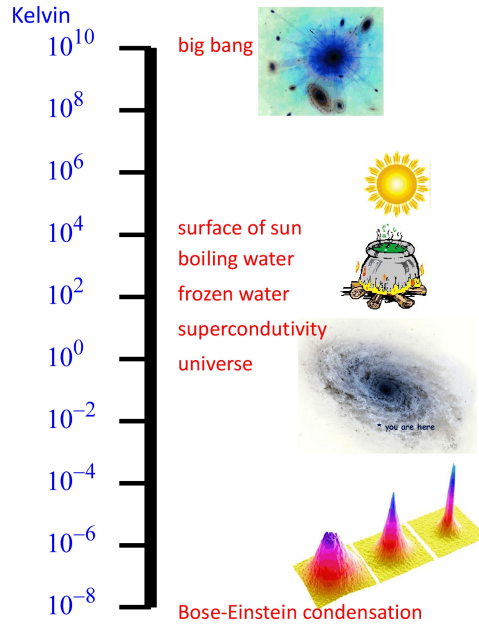 Kelvin
10^10 big bang
10^8
10^6
10^4 surface of sun
boiling water
10^2 frozen water
supercondutivity
10^0 universe
10^-2 * you are here
10^-4
10^-6
10^-8 Bose-Einstein condensation